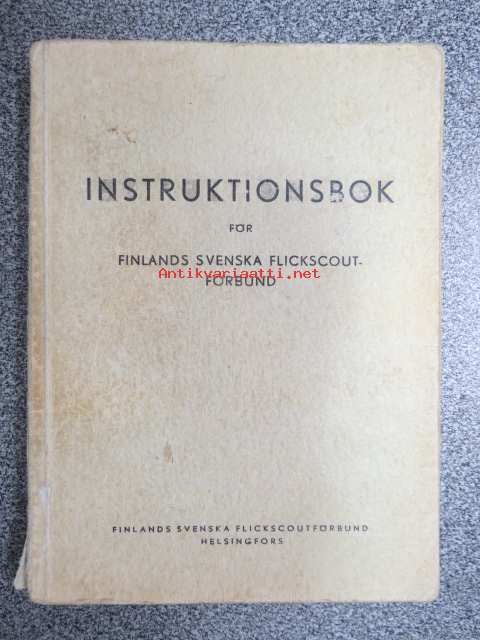 INSTRUKTIONSBOK
FÖR
FINLANDS SVENSKA FLICKSCOUT-
Antikvariaatti.net
FÖRBUND
FINLANDS SVENSKA FLICKSCOUTFÖRBUND
HELSINGFORS